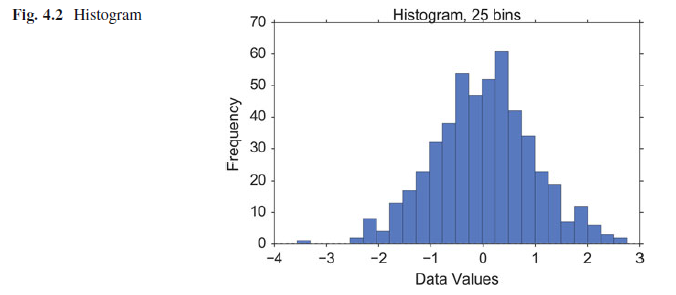 Fig. 4.2 Histogram
Histogram, 25 bins
70
60
50
40
30
20
10
0
Frequency
−4 −3 −2 −1 0 1 2 3
Data Values